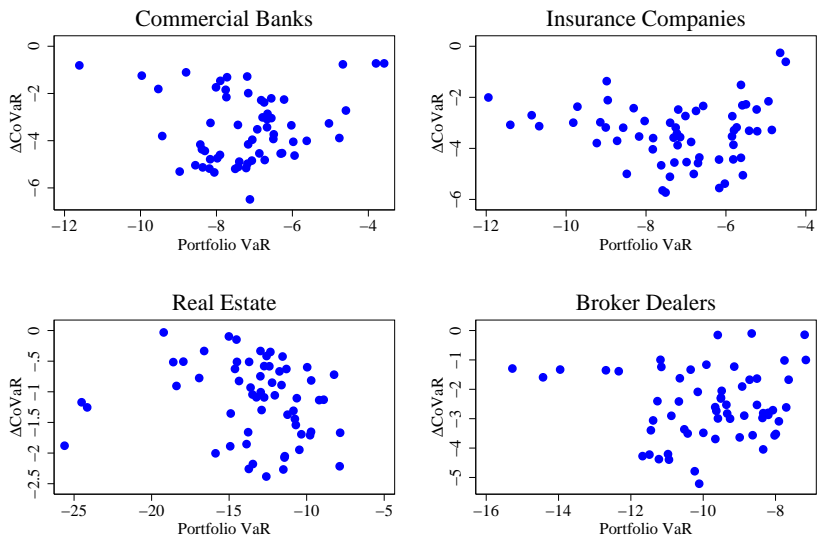 Commercial Banks
0
−2
−4
−6
ΔCoVaR
−12 −10 −8 −6 −4
Portfolio VaR
Insurance Companies
0
−2
−4
−6
ΔCoVaR
−12 −10 −8 −6 −4
Portfolio VaR
Real Estate
0
−.5
−1
−1.5
−2
−2.5
ΔCoVaR
−25 −20 −15 −10 −5
Portfolio VaR
Broker Dealers
0
−1
−2
−3
−4
−5
ΔCoVaR
−16 −14 −12 −10 −8
Portfolio VaR